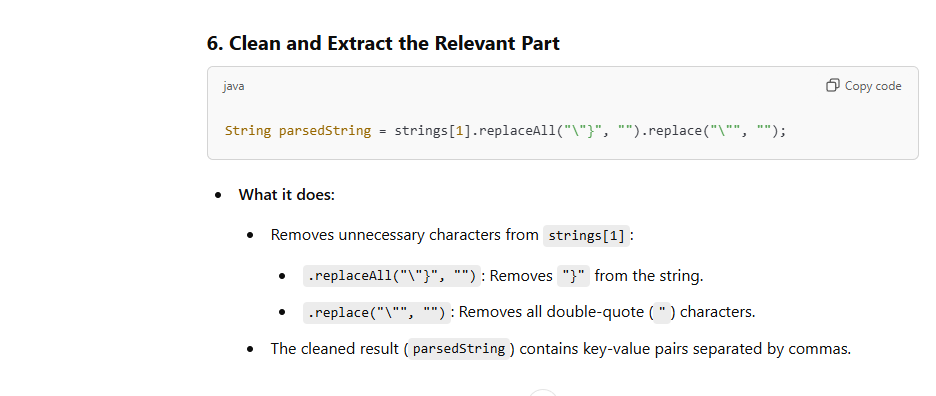 6. Clean and Extract the Relevant Part
java
Copy code
String parsedString = strings[1].replaceAll("\"}", "").replace("\"", "");
• What it does:
• Removes unnecessary characters from strings[1]:
• .replaceAll("\"}", ""): Removes "}" from the string.
• .replace("\"", ""): Removes all double-quote (") characters.
• The cleaned result (parsedString) contains key-value pairs separated by commas.